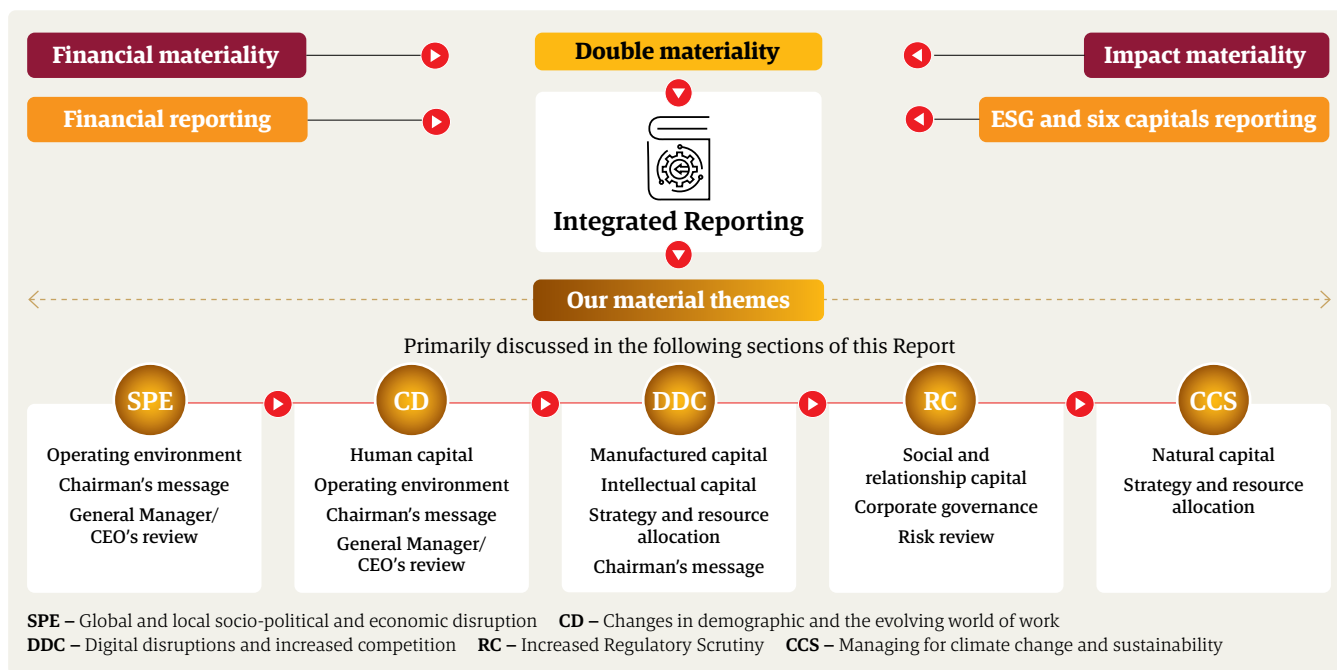 Financial materiality
Double materiality
Impact materiality
Financial reporting
ESG and six capitals reporting
Integrated Reporting
Our material themes
Primarily discussed in the following sections of this Report
SPE
Operating environment
Chairman's message
General Manager/
CEO's review
CD
Human capital
Operating environment
Chairman's message
General Manager/
CEO's review
DDC
Manufactured capital
Intellectual capital
Strategy and resource
allocation
Chairman's message
RC
Social and
relationship capital
Corporate governance
Risk review
CCS
Natural capital
Strategy and resource
allocation
SPE – Global and local socio-political and economic disruption CD – Changes in demographic and the evolving world of work
DDC – Digital disruptions and increased competition RC – Increased Regulatory Scrutiny CCS – Managing for climate change and sustainability